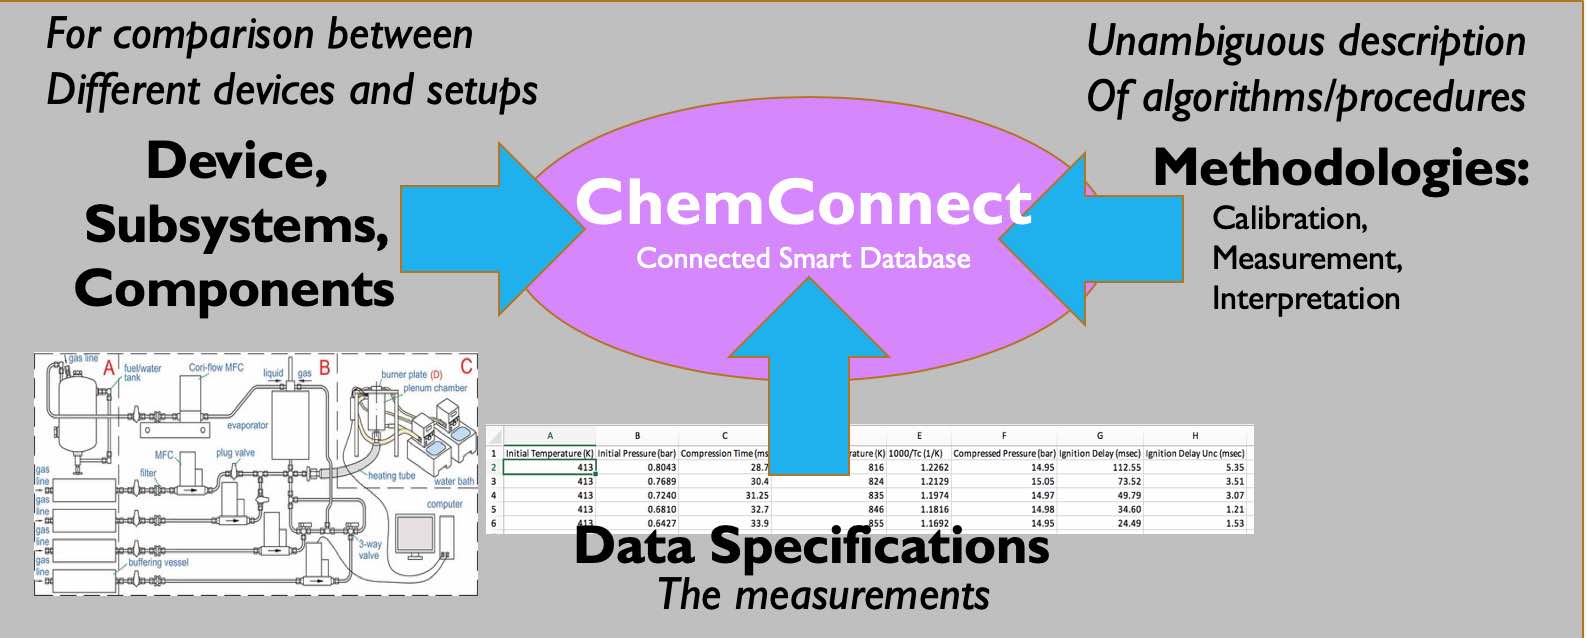 For comparison between
Different devices and setups
Device,
Subsystems,
Components
Unambiguous description
Of algorithms/procedures
Methodologies:
Calibration,
Measurement,
Interpretation
ChemConnect
Connected Smart Database
gas line
A
fuel/water
tank
Cori-flow MFC
liquid
gas
B
burner plate (D)
plenum chamber
C
evaporator
MFC
plug valve
filter
heating tube
water bath
computer
gas
line
gas
line
gas
line
gas
line
3-way
valve
buffering vessel
A B C E F G H
1 Initial Temperature (K) Initial Pressure (bar) Compression Time (ms (K) 1000/Tc (1/K) Compressed Pressure (bar) Ignition Delay (msec) Ignition Delay Unc (msec)
2 413 0.8043 28.7 816 1.2262 14.95 112.55 5.35
3 413 0.7689 30.4 824 1.2129 15.05 73.52 3.51
4 413 0.7240 31.25 835 1.1974 14.97 49.79 3.07
5 413 0.6810 32.7 846 1.1816 14.98 34.60 1.21
6 413 0.6427 33.9 855 1.1692 14.95 24.49 1.53
Data Specifications
The measurements